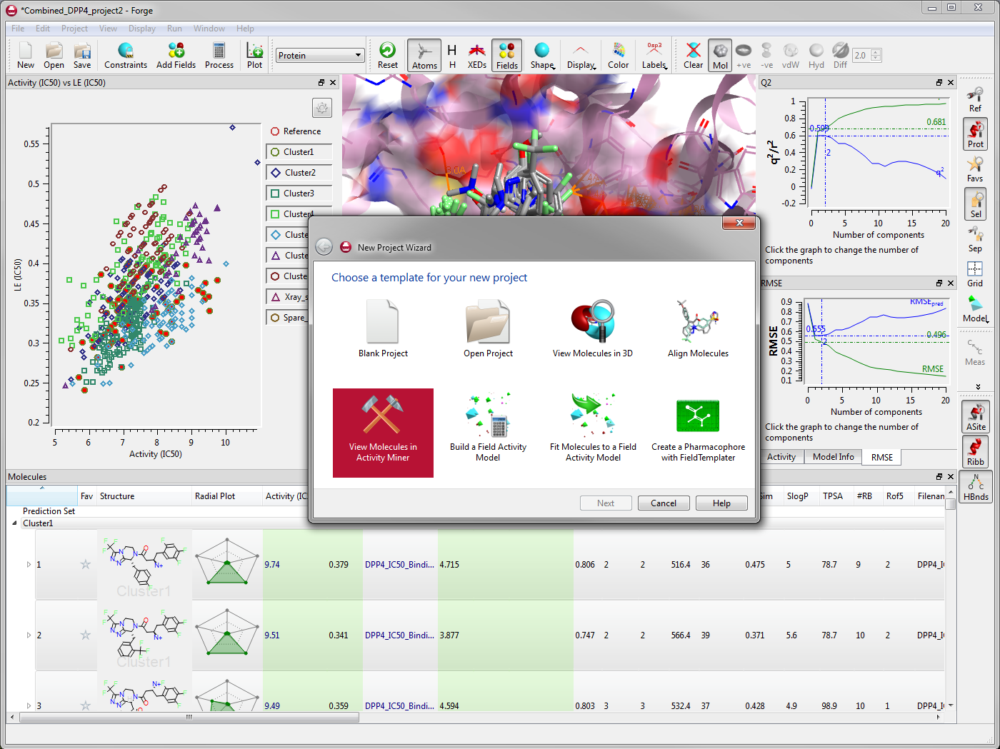 *Combined_DPP4_project2 - Forge
File Edit Project View Display Run Window Help
New Open Save Constraints Add Fields Process Plot Protein Reset Atoms H H XEDs Fields Shape Display Color 0sp3 Labels Clear Mol +ve -ve vdW Hyd Diff 2.0
Activity (IC50) vs LE (IC50)
0.55
0.5
0.45
0.4
0.35
0.3
0.25
0.2
LE (IC50)
5 6 7 8 9 10
Activity (IC50)
Reference
Cluster1
Cluster2
Cluster3
Cluster4
Cluste
Cluste
Cluste
Xray_s
Spare_
3.0A
Q2
1
0.8
0.6
0.4
0.2
0
-0.2
q²/r²
0.599
0.681
2
q²
0 5 10 15 20
Number of components
Click the graph to change the number of
components
RMSE
0.9
0.8
0.7
0.6
0.5
0.4
0.3
0.2
0.1
RMSE
RMSEpred
0.555
0.496
2
RMSE
0 5 10 15 20
Number of components
Click the graph to change the number of
components
Activity Model Info RMSE
Ref
Prot
Favs
Sel
Sep
Grid
Model
Meas
ASite
Ribb
N C C
HBnds
New Project Wizard
Choose a template for your new project
Blank Project Open Project View Molecules in 3D Align Molecules
View Molecules in
Activity Miner
Build a Field Activity
Model
Fit Molecules to a Field
Activity Model
Create a Pharmacophore
with FieldTemplater
Next Cancel Help
Molecules
Fav Structure Radial Plot Activity (IC Sim SlogP TPSA #RB Rof5 Filenam
Prediction Set
Cluster1
1 9.74 0.379 DPP4_IC50_Bindi... 4.715 0.806 2 2 516.4 36 0.475 5 78.7 9 2 DPP4_I
Cluster1
2 9.51 0.341 DPP4_IC50_Bindi... 3.877 0.747 2 2 566.4 39 0.371 5.6 78.7 10 2 DPP4_I
Cluster1
3 9.49 0.359 DPP4_IC50_Bindi... 4.594 0.803 3 3 532.4 37 0.428 4.9 98.9 10 1 DPP4_I